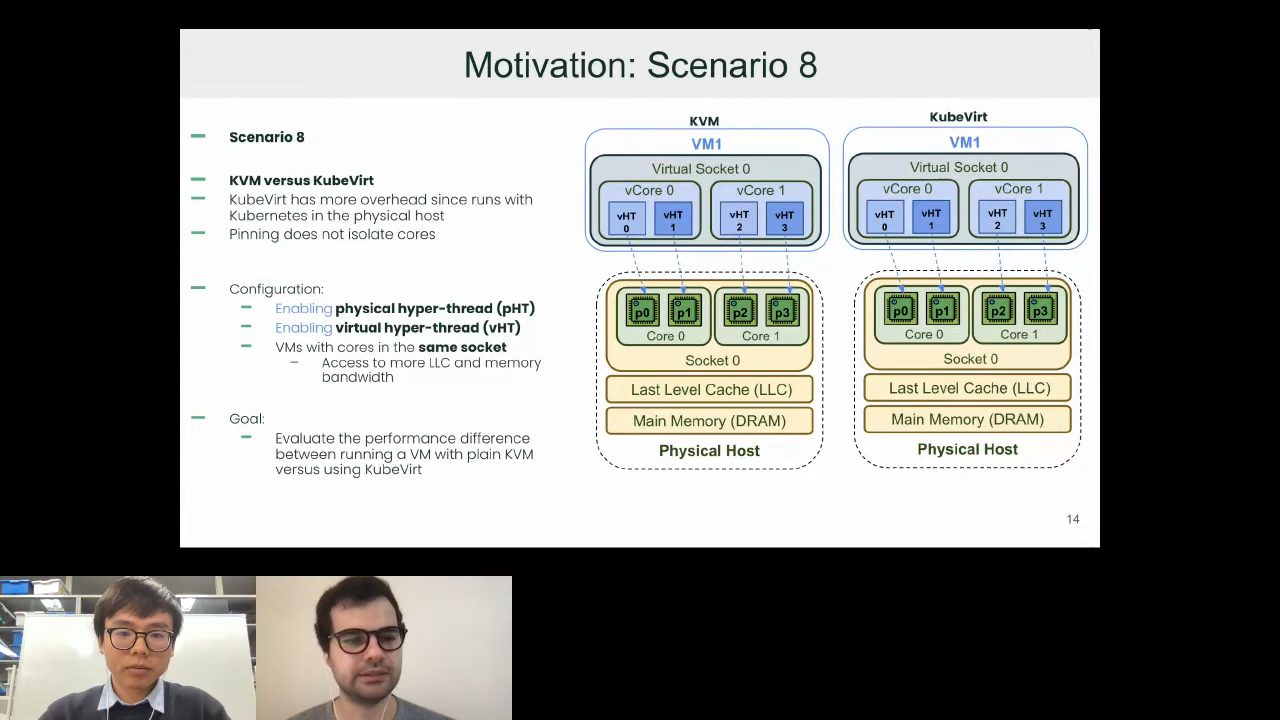 Motivation: Scenario 8
Scenario 8
KVM versus KubeVirt
KubeVirt has more overhead since runs with
Kubernetes in the physical host
Pinning does not isolate cores
Configuration:
Enabling physical hyper-thread (pHT)
Enabling virtual hyper-thread (vHT)
VMs with cores in the same socket
Access to more LLC and memory
bandwidth
Goal:
Evaluate the performance difference
between running a VM with plain KVM
versus using KubeVirt
KVM
VM1
Virtual Socket 0
vCore 0
vCore 1
vHT
0
vHT
1
vHT
2
vHT
3
p0
p1
p2
p3
Core 0
Core 1
Socket 0
Last Level Cache (LLC)
Main Memory (DRAM)
Physical Host
KubeVirt
VM1
Virtual Socket 0
vCore 0
vCore 1
vHT
0
vHT
1
vHT
2
vHT
3
p0
p1
p2
p3
Core 0
Core 1
Socket 0
Last Level Cache (LLC)
Main Memory (DRAM)
Physical Host
14